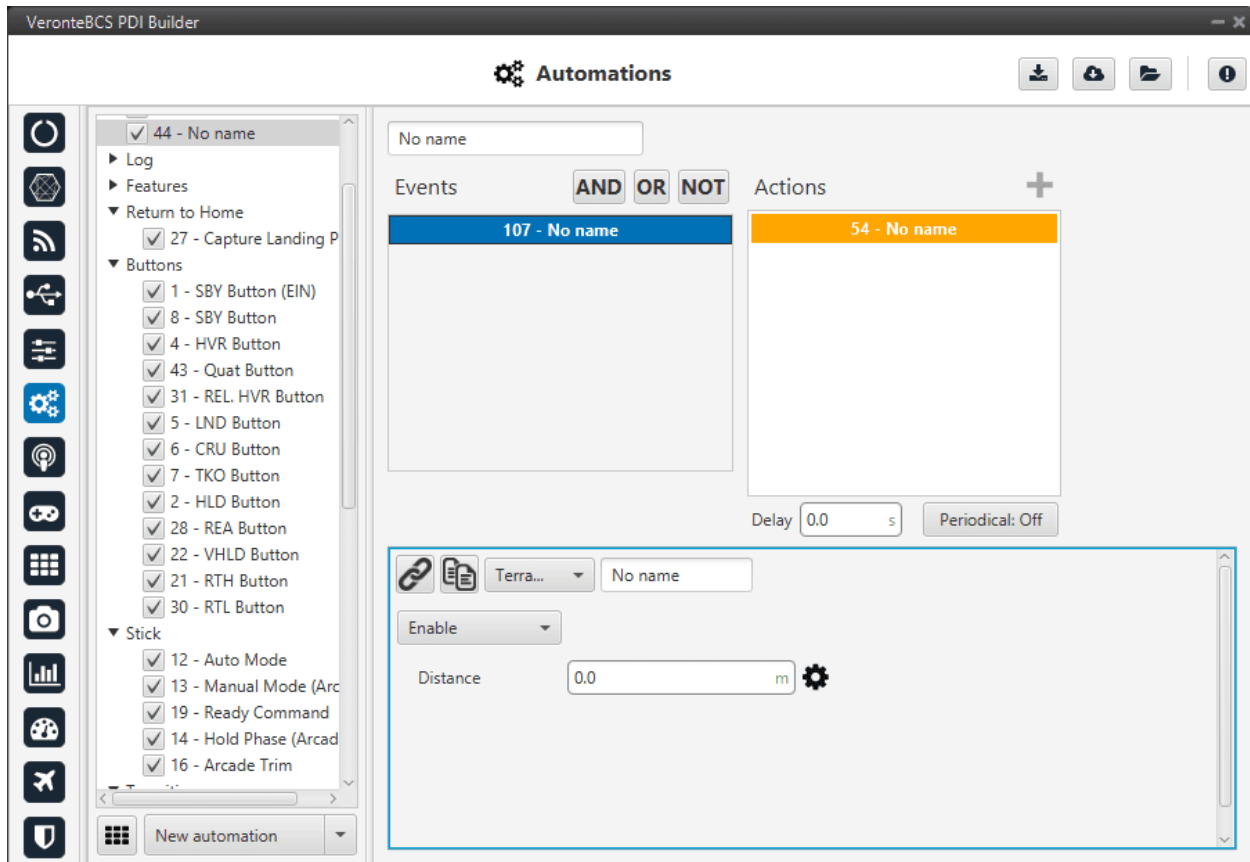 VeronteBCS PDI Builder
Automations
44 - No name
Log
Features
Return to Home
27 - Capture Landing P
Buttons
1 - SBY Button (EIN)
8 - SBY Button
4 - HVR Button
43 - Quat Button
31 - REL. HVR Button
5 - LND Button
6 - CRU Button
7 - TKO Button
2 - HLD Button
28 - REA Button
22 - VHLD Button
21 - RTH Button
30 - RTL Button
Stick
12 - Auto Mode
13 - Manual Mode (Arc
19 - Ready Command
14 - Hold Phase (Arcad
16 - Arcade Trim
New automation
No name
Events AND OR NOT Actions
107 - No name
54 - No name
Delay 0.0 s Periodical: Off
Terra... No name
Enable
Distance 0.0 m